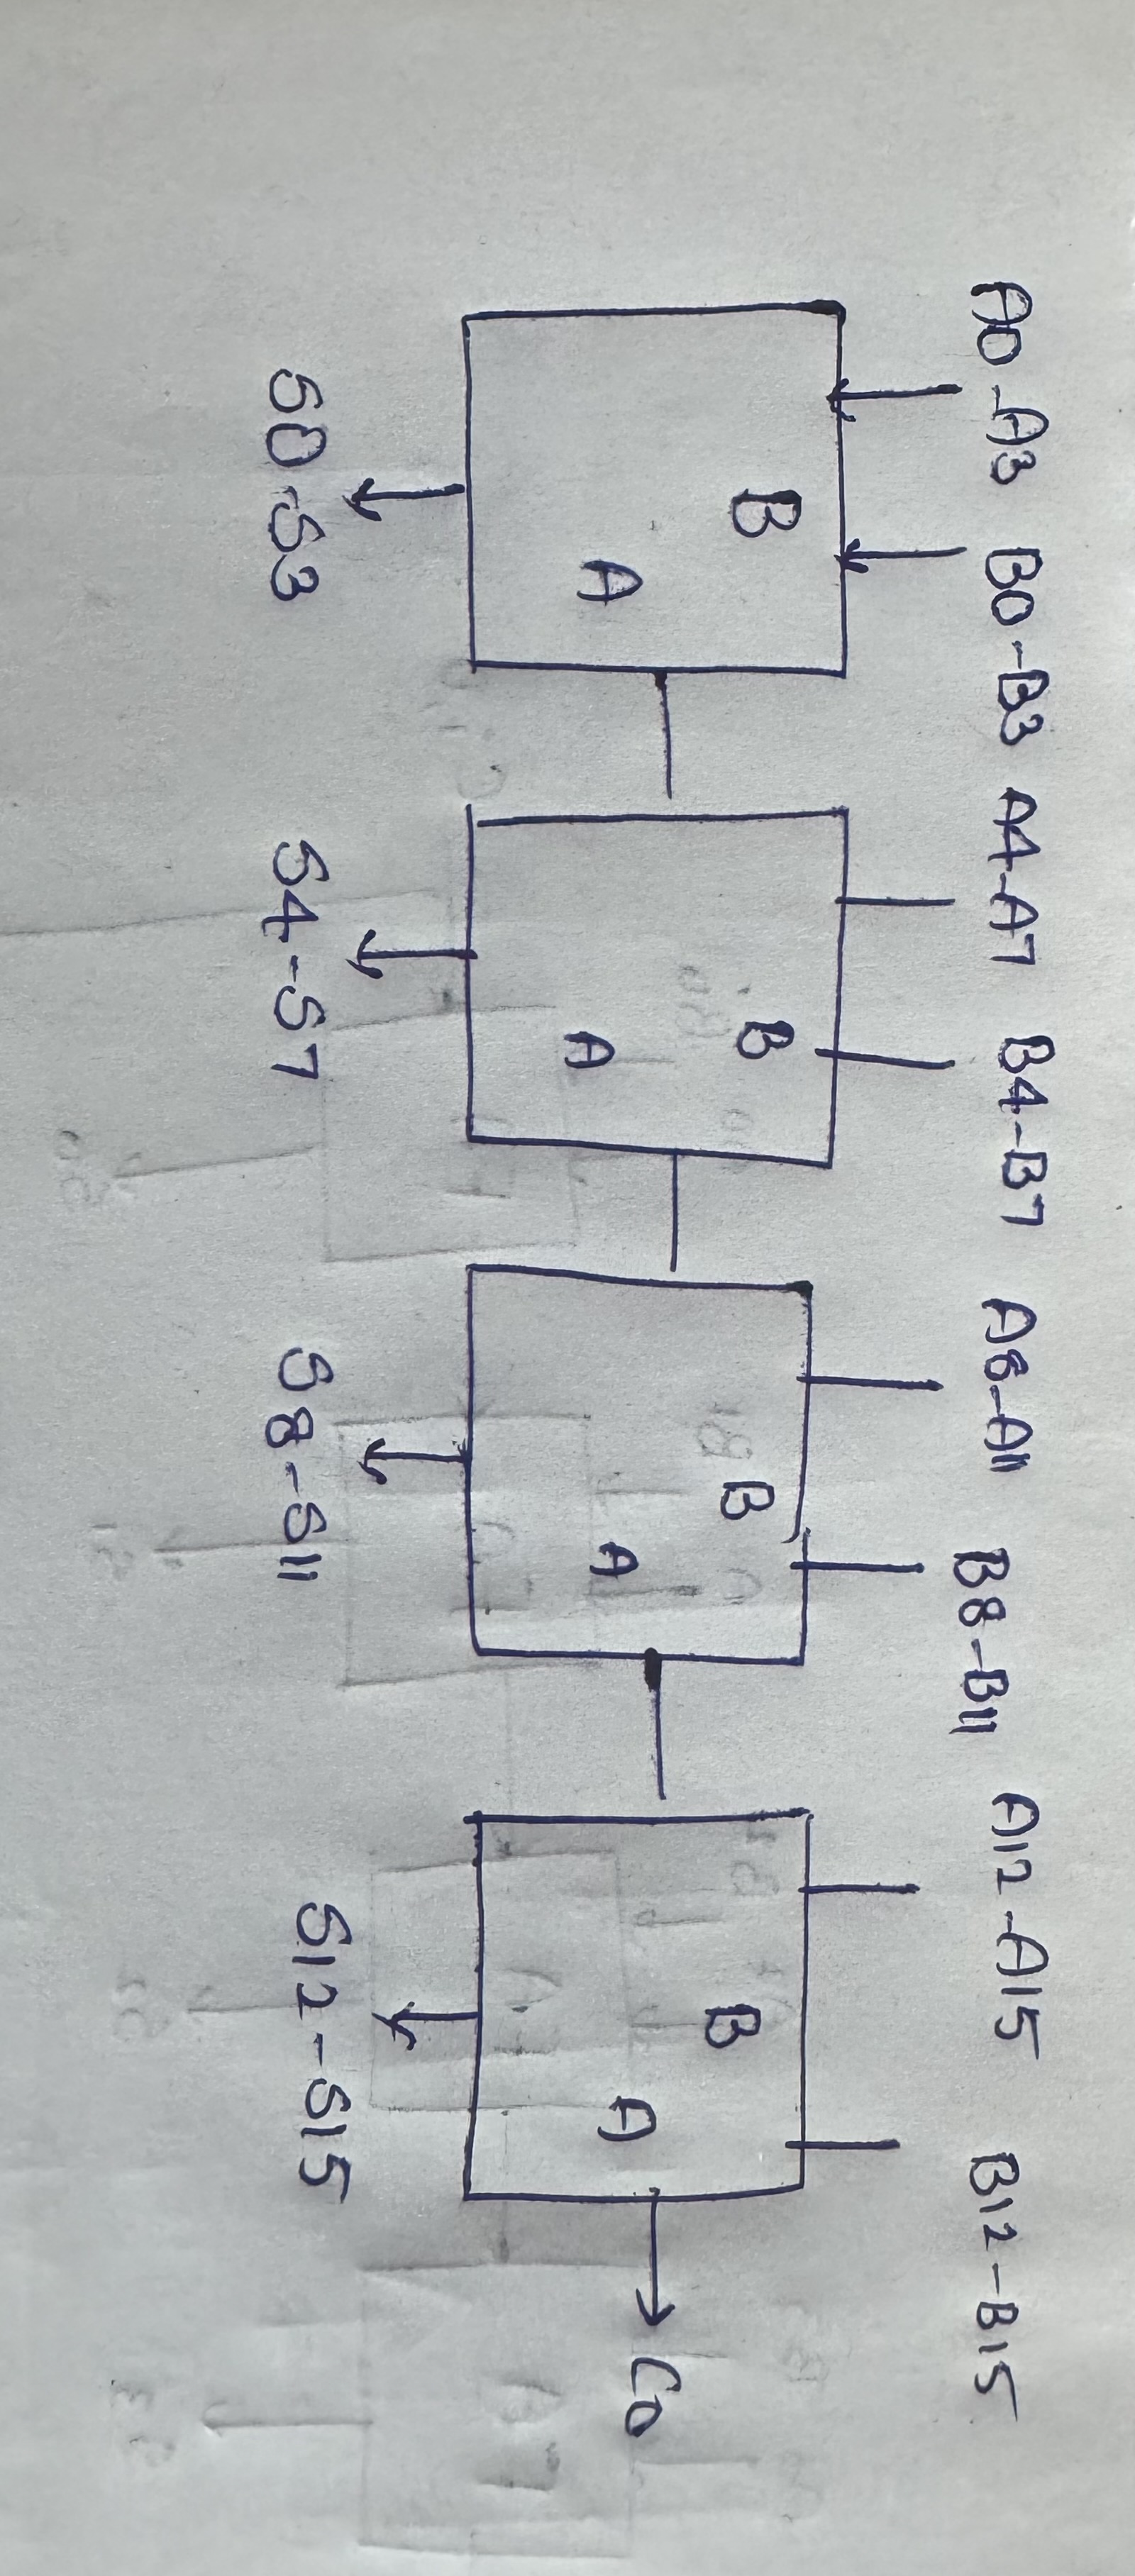 A0-A3 B0-B3 A4-A7 B4-B7 A8-A11 B8-B11 A12-A15 B12-B15
B B B B
A A A A
Co
S0-S3 S4-S7 S8-S11 S12-S15